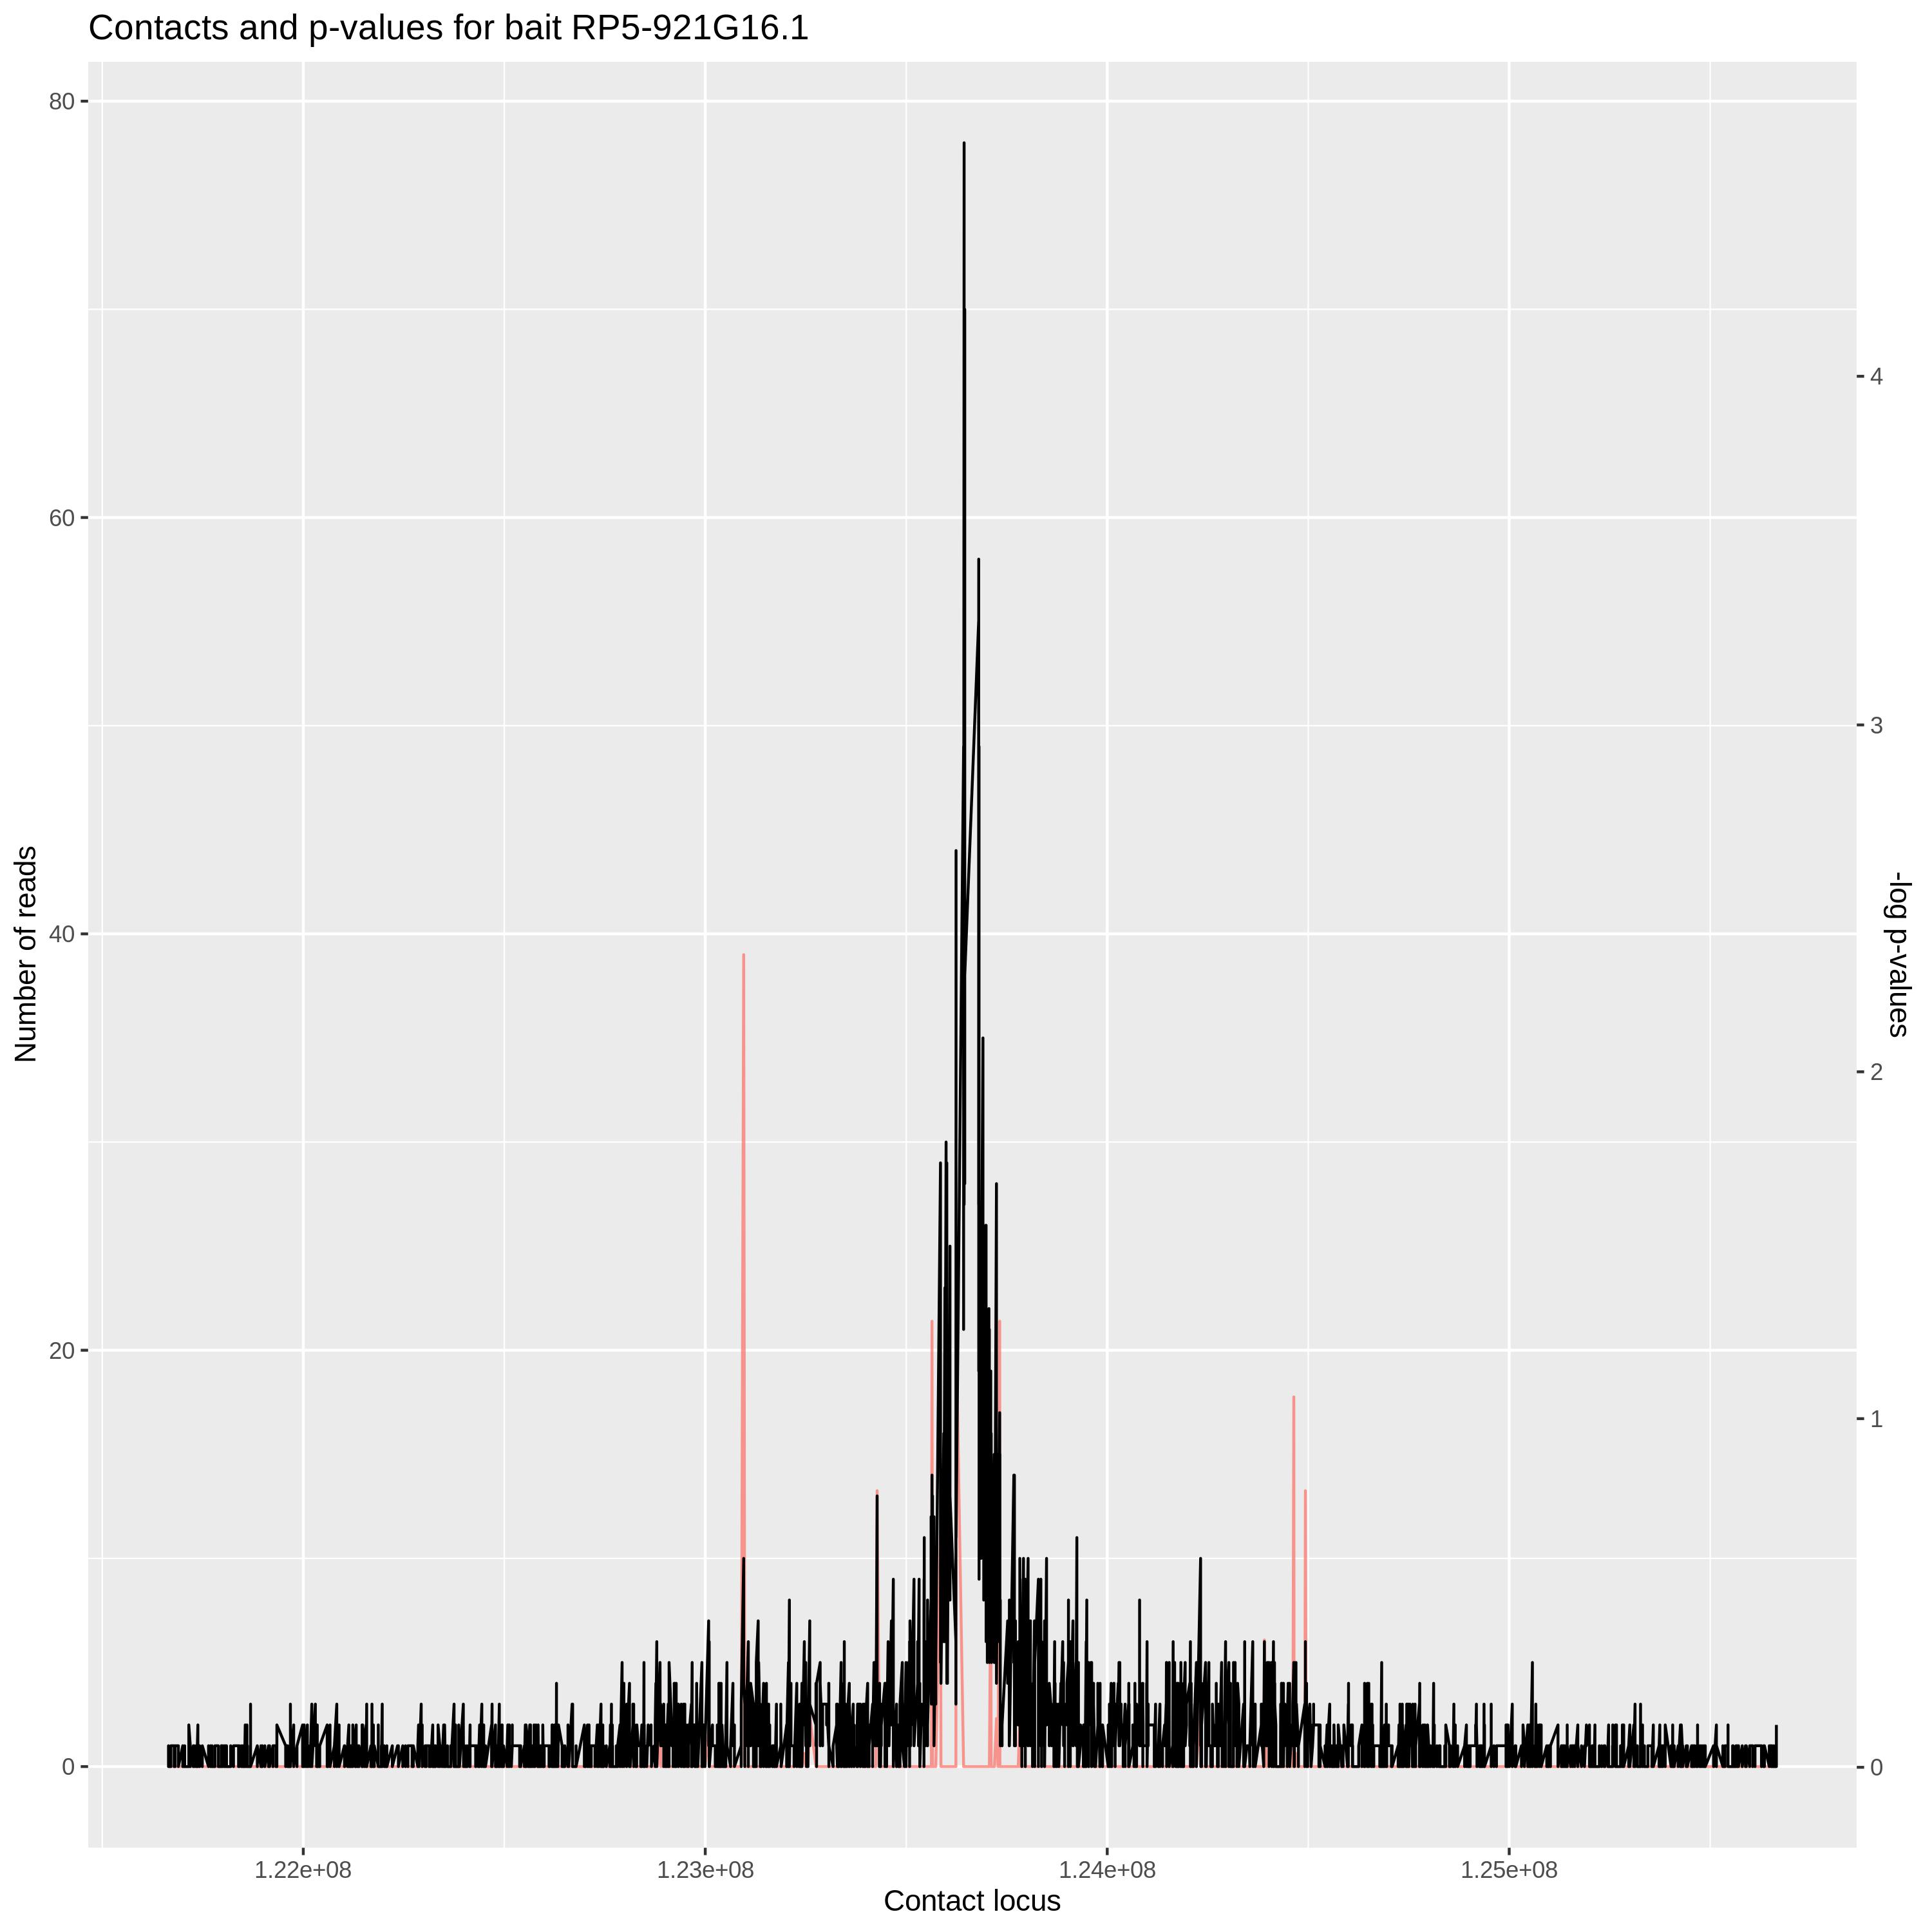 Contacts and p-values for bait RP5-921G16.1
80
60
40
20
0
Number of reads
4
3
2
1
0
-log p-values
1.22e+08
1.23e+08
1.24e+08
1.25e+08
Contact locus